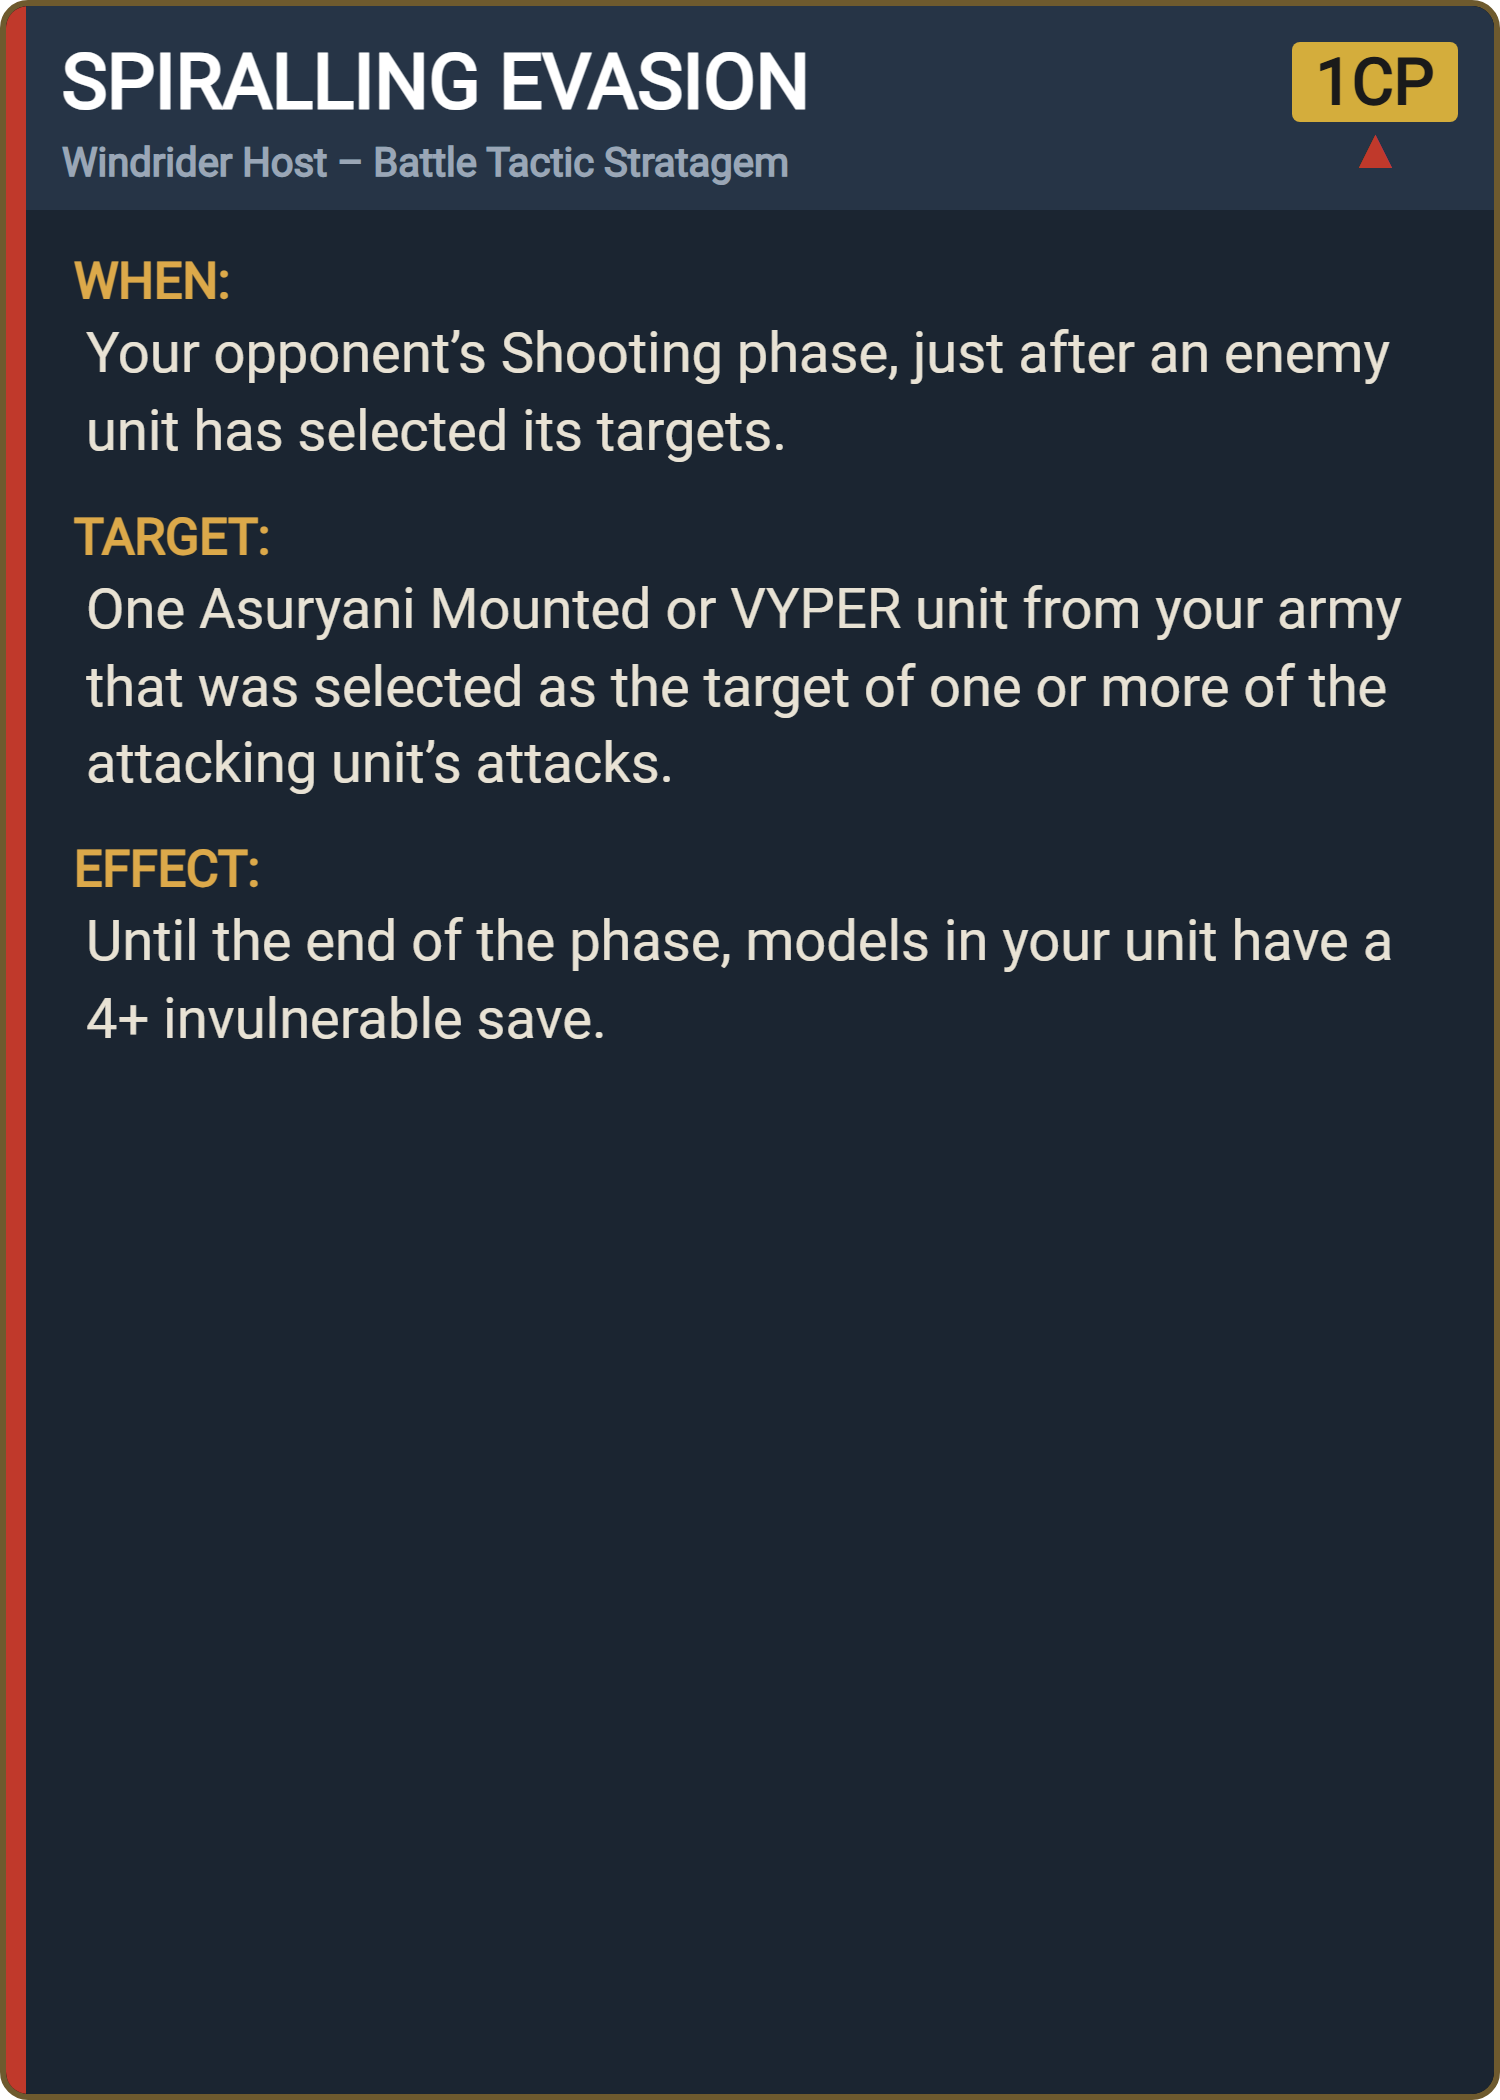 SPIRALLING EVASION
1CP
Windrider Host – Battle Tactic Stratagem
WHEN:
Your opponent’s Shooting phase, just after an enemy
unit has selected its targets.
TARGET:
One Asuryani Mounted or VYPER unit from your army
that was selected as the target of one or more of the
attacking unit’s attacks.
EFFECT:
Until the end of the phase, models in your unit have a
4+ invulnerable save.